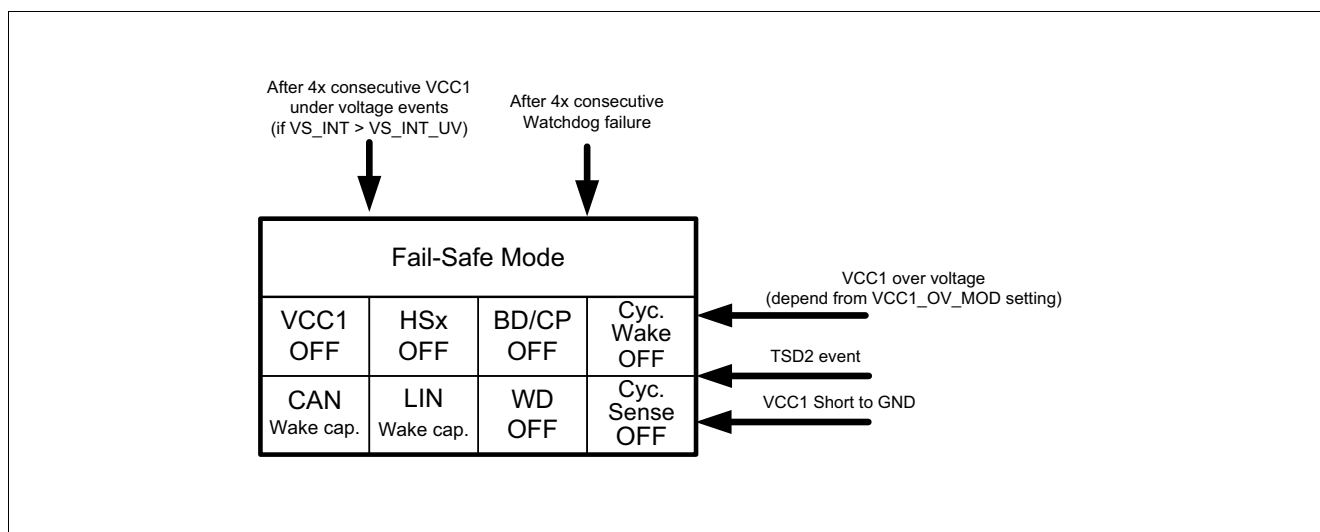 After 4x consecutive VCC1
under voltage events
(if VS_INT > VS_INT_UV)
After 4x consecutive
Watchdog failure
Fail-Safe Mode
VCC1
OFF
HSx
OFF
BD/CP
OFF
Cyc.
Wake
OFF
CAN
Wake cap.
LIN
Wake cap.
WD
OFF
Cyc.
Sense
OFF
VCC1 over voltage
(depend from VCC1_OV_MOD setting)
TSD2 event
VCC1 Short to GND